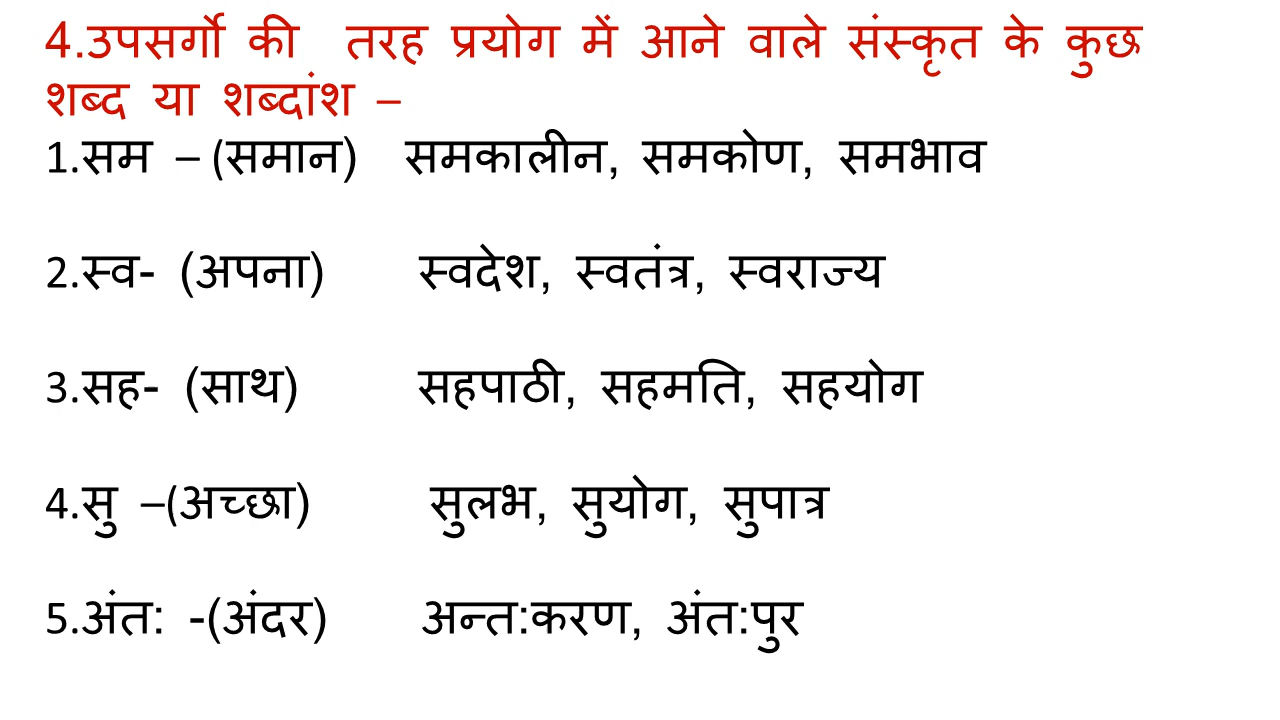 4.उपसर्गो की तरह प्रयोग में आने वाले संस्कृत के कुछ
शब्द या शब्दांश –
1.सम – (समान) समकालीन, समकोण, समभाव
2.स्व- (अपना) स्वदेश, स्वतंत्र, स्वराज्य
3.सह- (साथ) सहपाठी, सहमति, सहयोग
4.सु –(अच्छा) सुलभ, सुयोग, सुपात्र
5.अंत: -(अंदर) अन्त:करण, अंत:पुर